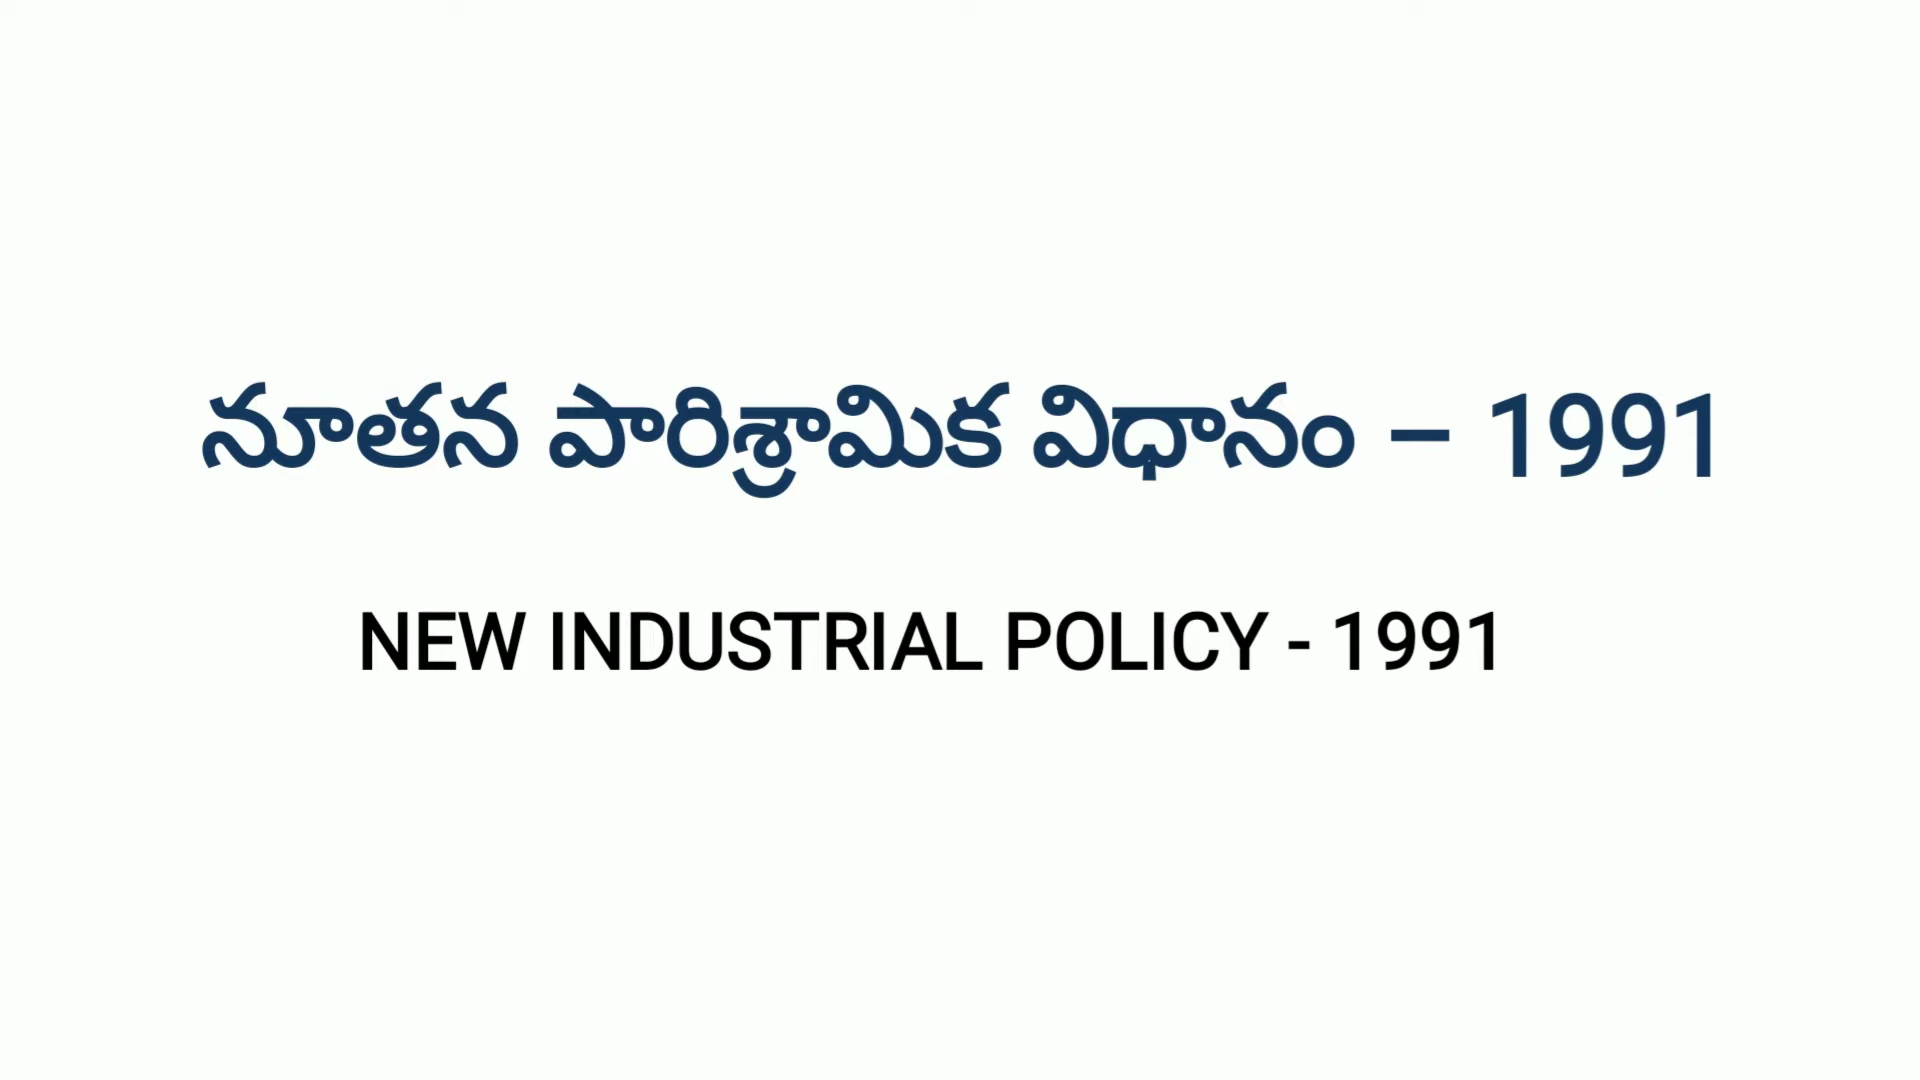 నూతన పారిశ్రామిక విధానం – 1991
NEW INDUSTRIAL POLICY - 1991